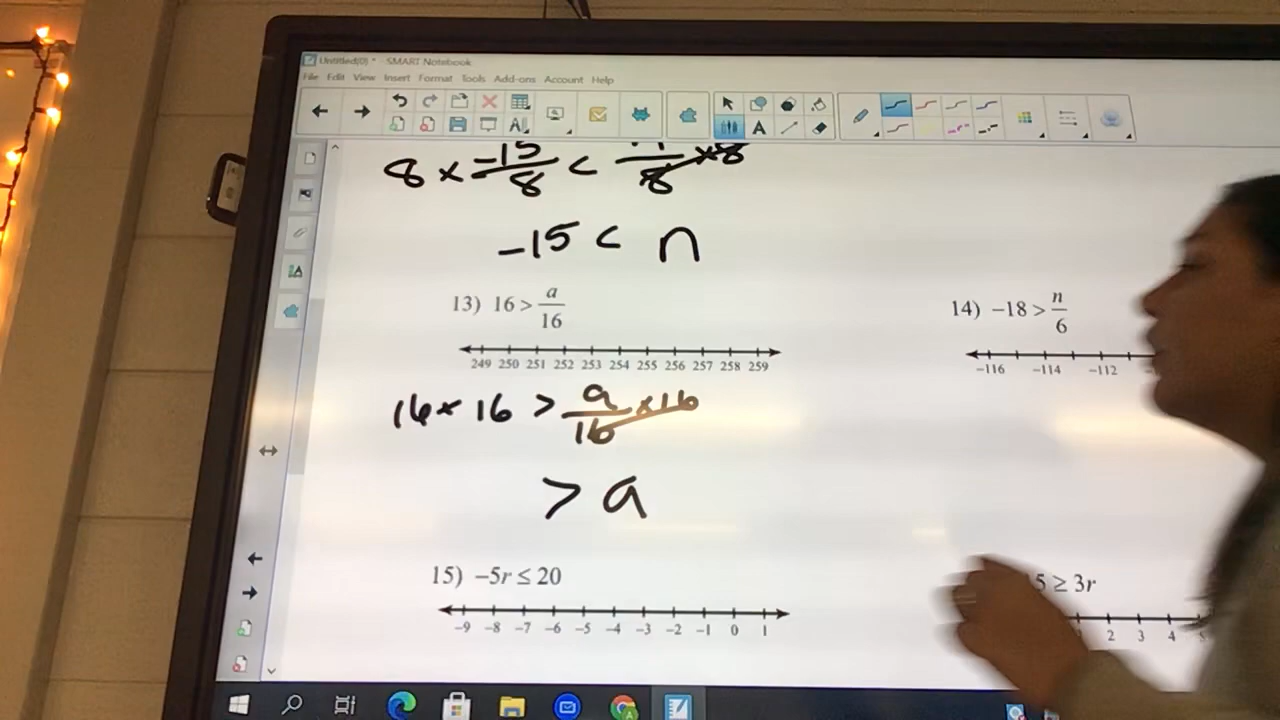 Untitled(0) * - SMART Notebook
File Edit View Insert Format Tools Add-ons Account Help
8 × -15/8 < /8 × 8
-15 < n
13) 16 > a/16
249 250 251 252 253 254 255 256 257 258 259
14) -18 > n/6
-116 -114 -112
16 × 16 > a/16 × 16
> a
15) -5r ≤ 20
-9 -8 -7 -6 -5 -4 -3 -2 -1 0 1
5 ≥ 3r
2 3 4